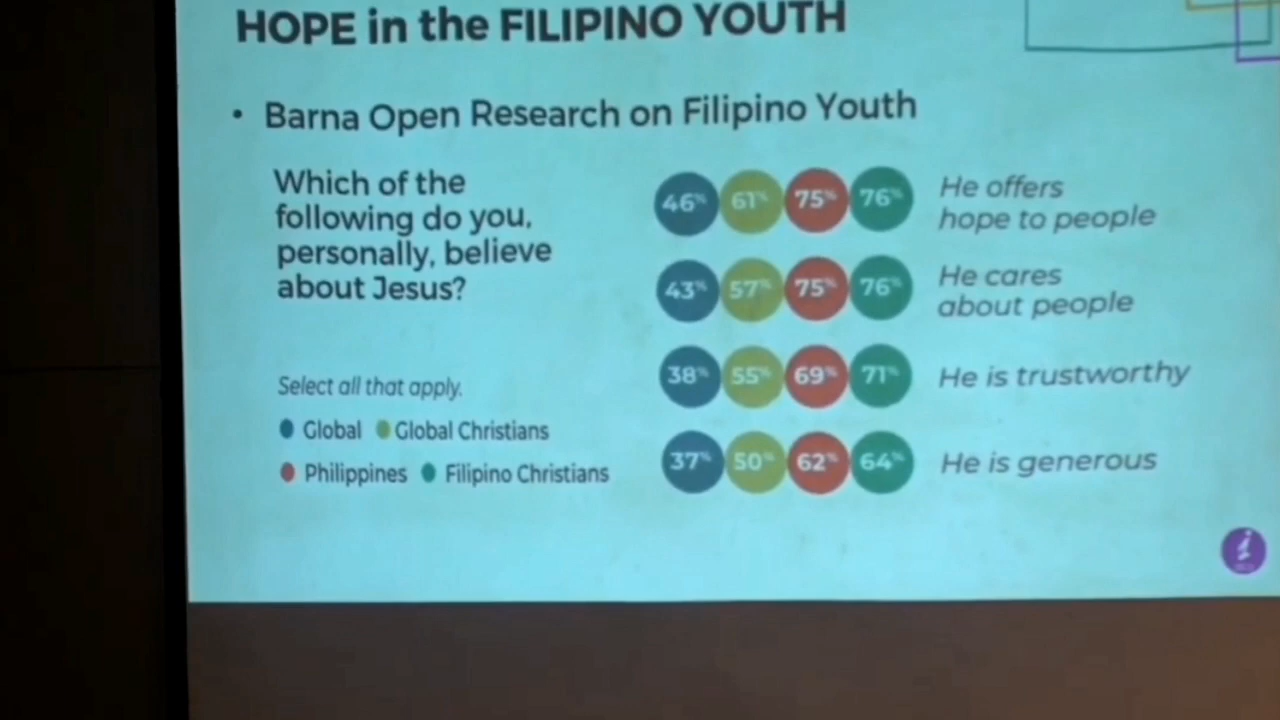 HOPE in the FILIPINO YOUTH
• Barna Open Research on Filipino Youth
Which of the
following do you,
personally, believe
about Jesus?
Select all that apply.
Global Global Christians
Philippines Filipino Christians
46% 61% 75% 76% He offers
hope to people
43% 57% 75% 76% He cares
about people
38% 55% 69% 71% He is trustworthy
37% 50% 62% 64% He is generous
i